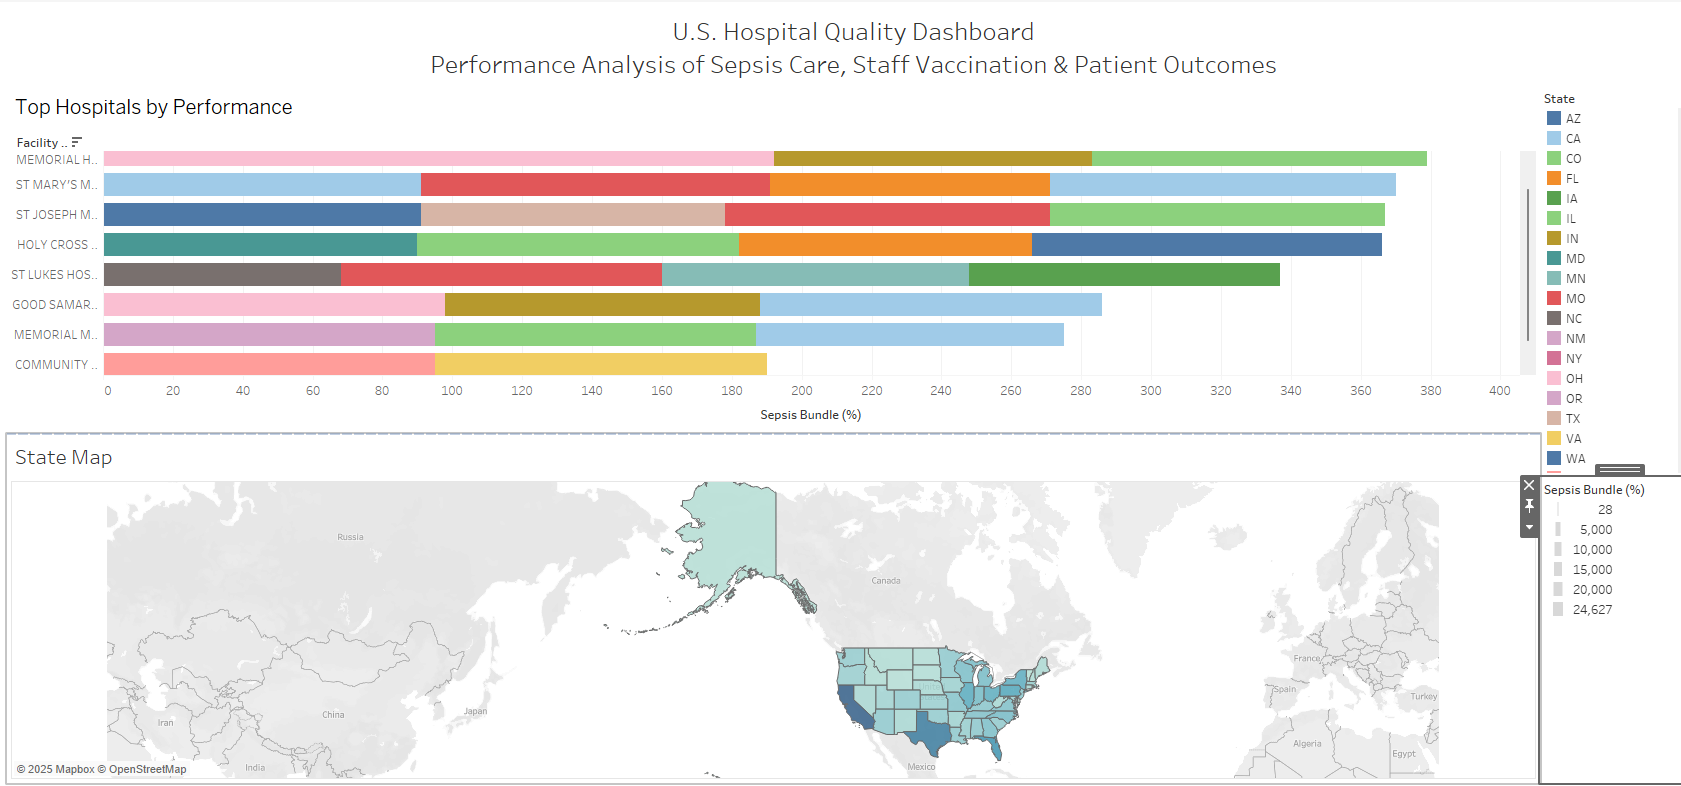 U.S. Hospital Quality Dashboard
Performance Analysis of Sepsis Care, Staff Vaccination & Patient Outcomes
Top Hospitals by Performance
Facility ..
MEMORIAL H..
ST MARY'S M..
ST JOSEPH M..
HOLY CROSS ..
ST LUKES HOS..
GOOD SAMAR..
MEMORIAL M..
COMMUNITY ..
0 20 40 60 80 100 120 140 160 180 200 220 240 260 280 300 320 340 360 380 400
Sepsis Bundle (%)
State
AZ
CA
CO
FL
IA
IL
IN
MD
MN
MO
NC
NM
NY
OH
OR
TX
VA
WA
State Map
Russia
Canada
China
Japan
Iran
India
Mexico
France
Spain
Turkey
Algeria
Egypt
© 2025 Mapbox © OpenStreetMap
Sepsis Bundle (%)
28
5,000
10,000
15,000
20,000
24,627